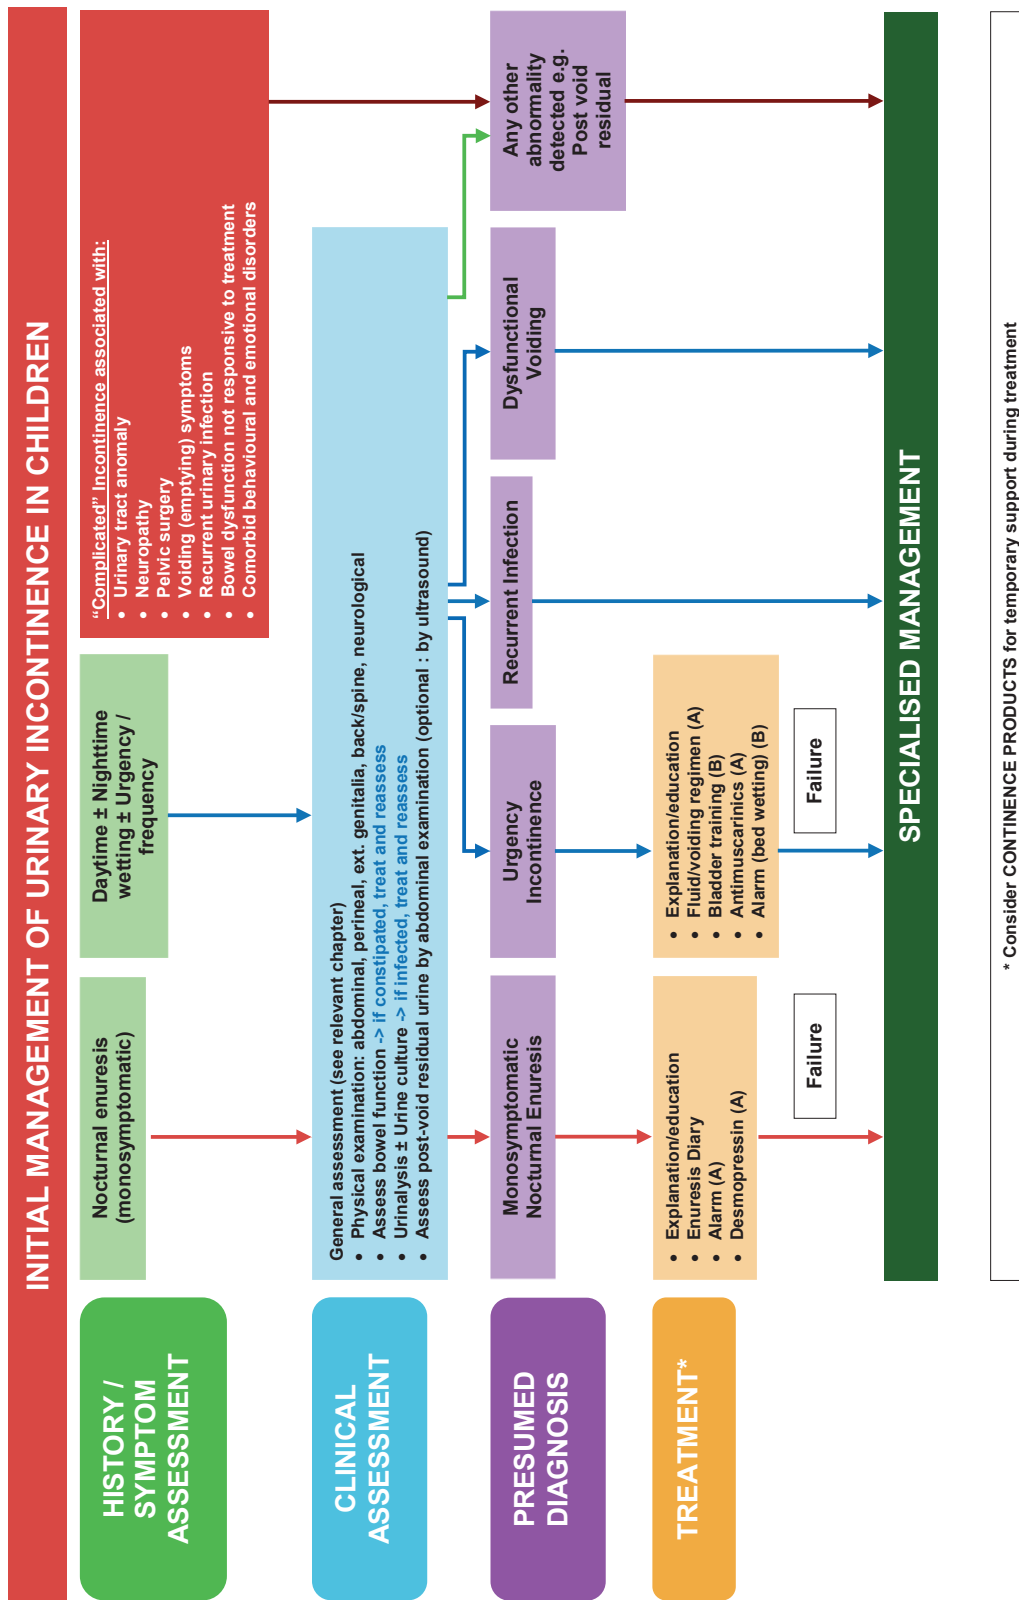 INITIAL MANAGEMENT OF URINARY INCONTINENCE IN CHILDREN
HISTORY /
SYMPTOM
ASSESSMENT
Nocturnal enuresis
(monosymptomatic)
Daytime ± Nighttime
wetting ± Urgency /
frequency
“Complicated” Incontinence associated with:
• Urinary tract anomaly
• Neuropathy
• Pelvic surgery
• Voiding (emptying) symptoms
• Recurrent urinary infection
• Bowel dysfunction not responsive to treatment
• Comorbid behavioural and emotional disorders
CLINICAL
ASSESSMENT
General assessment (see relevant chapter)
• Physical examination: abdominal, perineal, ext. genitalia, back/spine, neurological
• Assess bowel function -> if constipated, treat and reassess
• Urinalysis ± Urine culture -> if infected, treat and reassess
• Assess post-void residual urine by abdominal examination (optional : by ultrasound)
PRESUMED
DIAGNOSIS
Monosymptomatic
Nocturnal Enuresis
Urgency
Incontinence
Recurrent Infection
Dysfunctional
Voiding
Any other
abnormality
detected e.g.
Post void
residual
TREATMENT*
• Explanation/education
• Enuresis Diary
• Alarm (A)
• Desmopressin (A)
• Explanation/education
• Fluid/voiding regimen (A)
• Bladder training (B)
• Antimuscarinics (A)
• Alarm (bed wetting) (B)
Failure
Failure
SPECIALISED MANAGEMENT
* Consider CONTINENCE PRODUCTS for temporary support during treatment